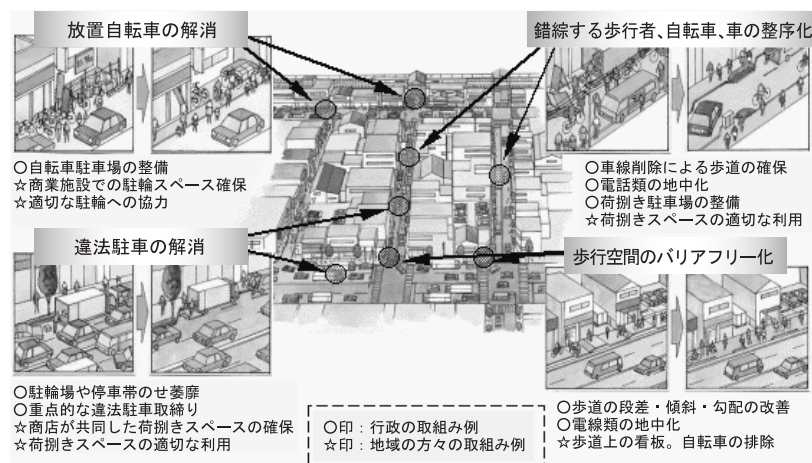 放置自転車の解消
○自転車駐車場の整備
☆商業施設での駐輪スペース確保
☆適切な駐輪への協力
錯綜する歩行者、自転車、車の整序化
○車線削除による歩道の確保
○電話類の地中化
○荷捌き駐車場の整備
☆荷捌きスペースの適切な利用
違法駐車の解消
○駐輪場や停車帯のせ萎靡
○重点的な違法駐車取締り
☆商店が共同した荷捌きスペースの確保
☆荷捌きスペースの適切な利用
歩行空間のバリアフリー化
○歩道の段差・傾斜・勾配の改善
○電線類の地中化
☆歩道上の看板。自転車の排除
○印：行政の取組み例
☆印：地域の方々の取組み例